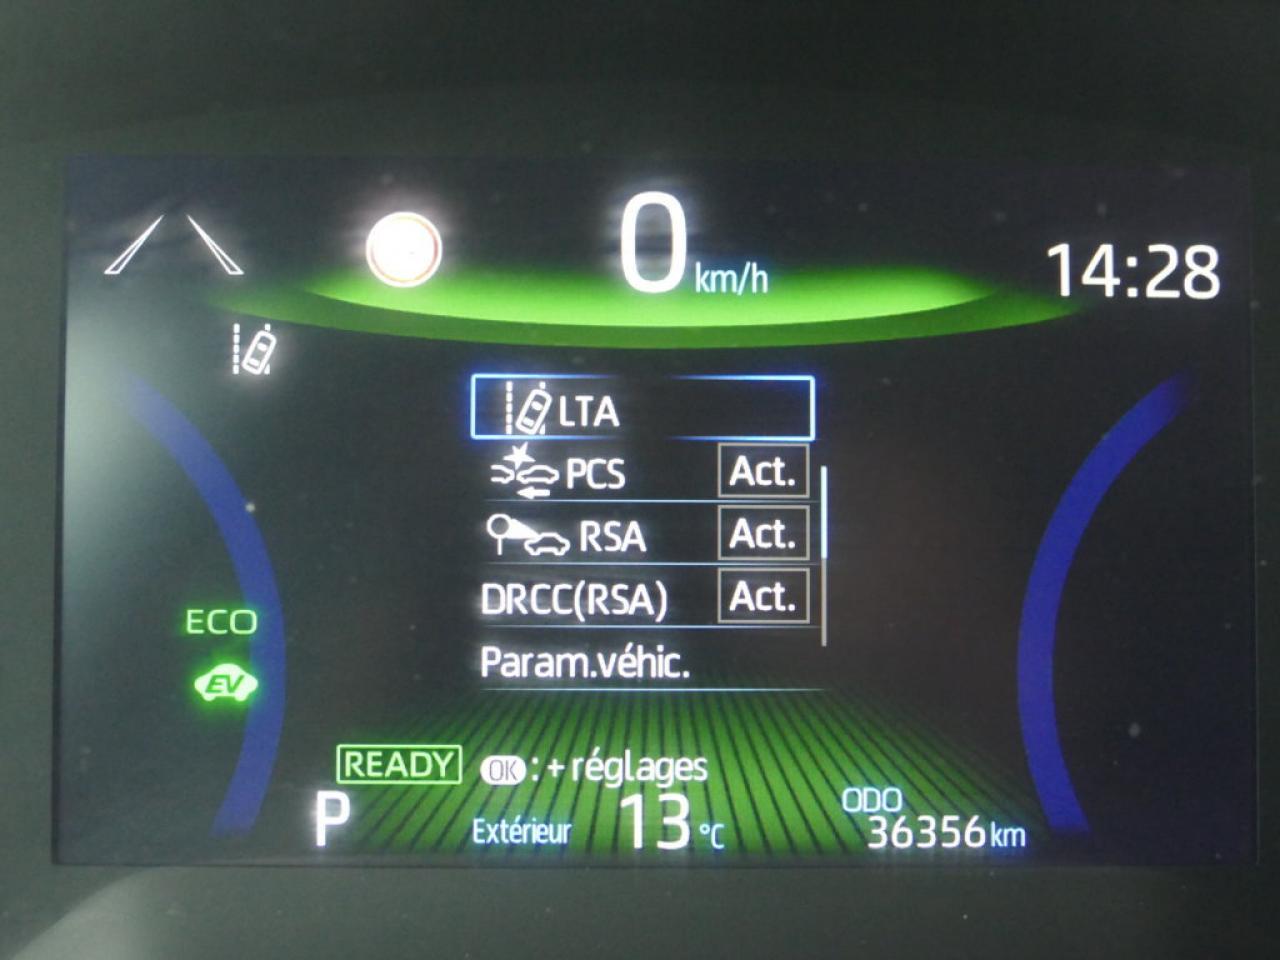 0 km/h
14:28
LTA
PCS Act.
RSA Act.
DRCC(RSA) Act.
Param.véhic.
ECO
EV
READY OK : + réglages
P Extérieur 13 °C
ODO
36356 km